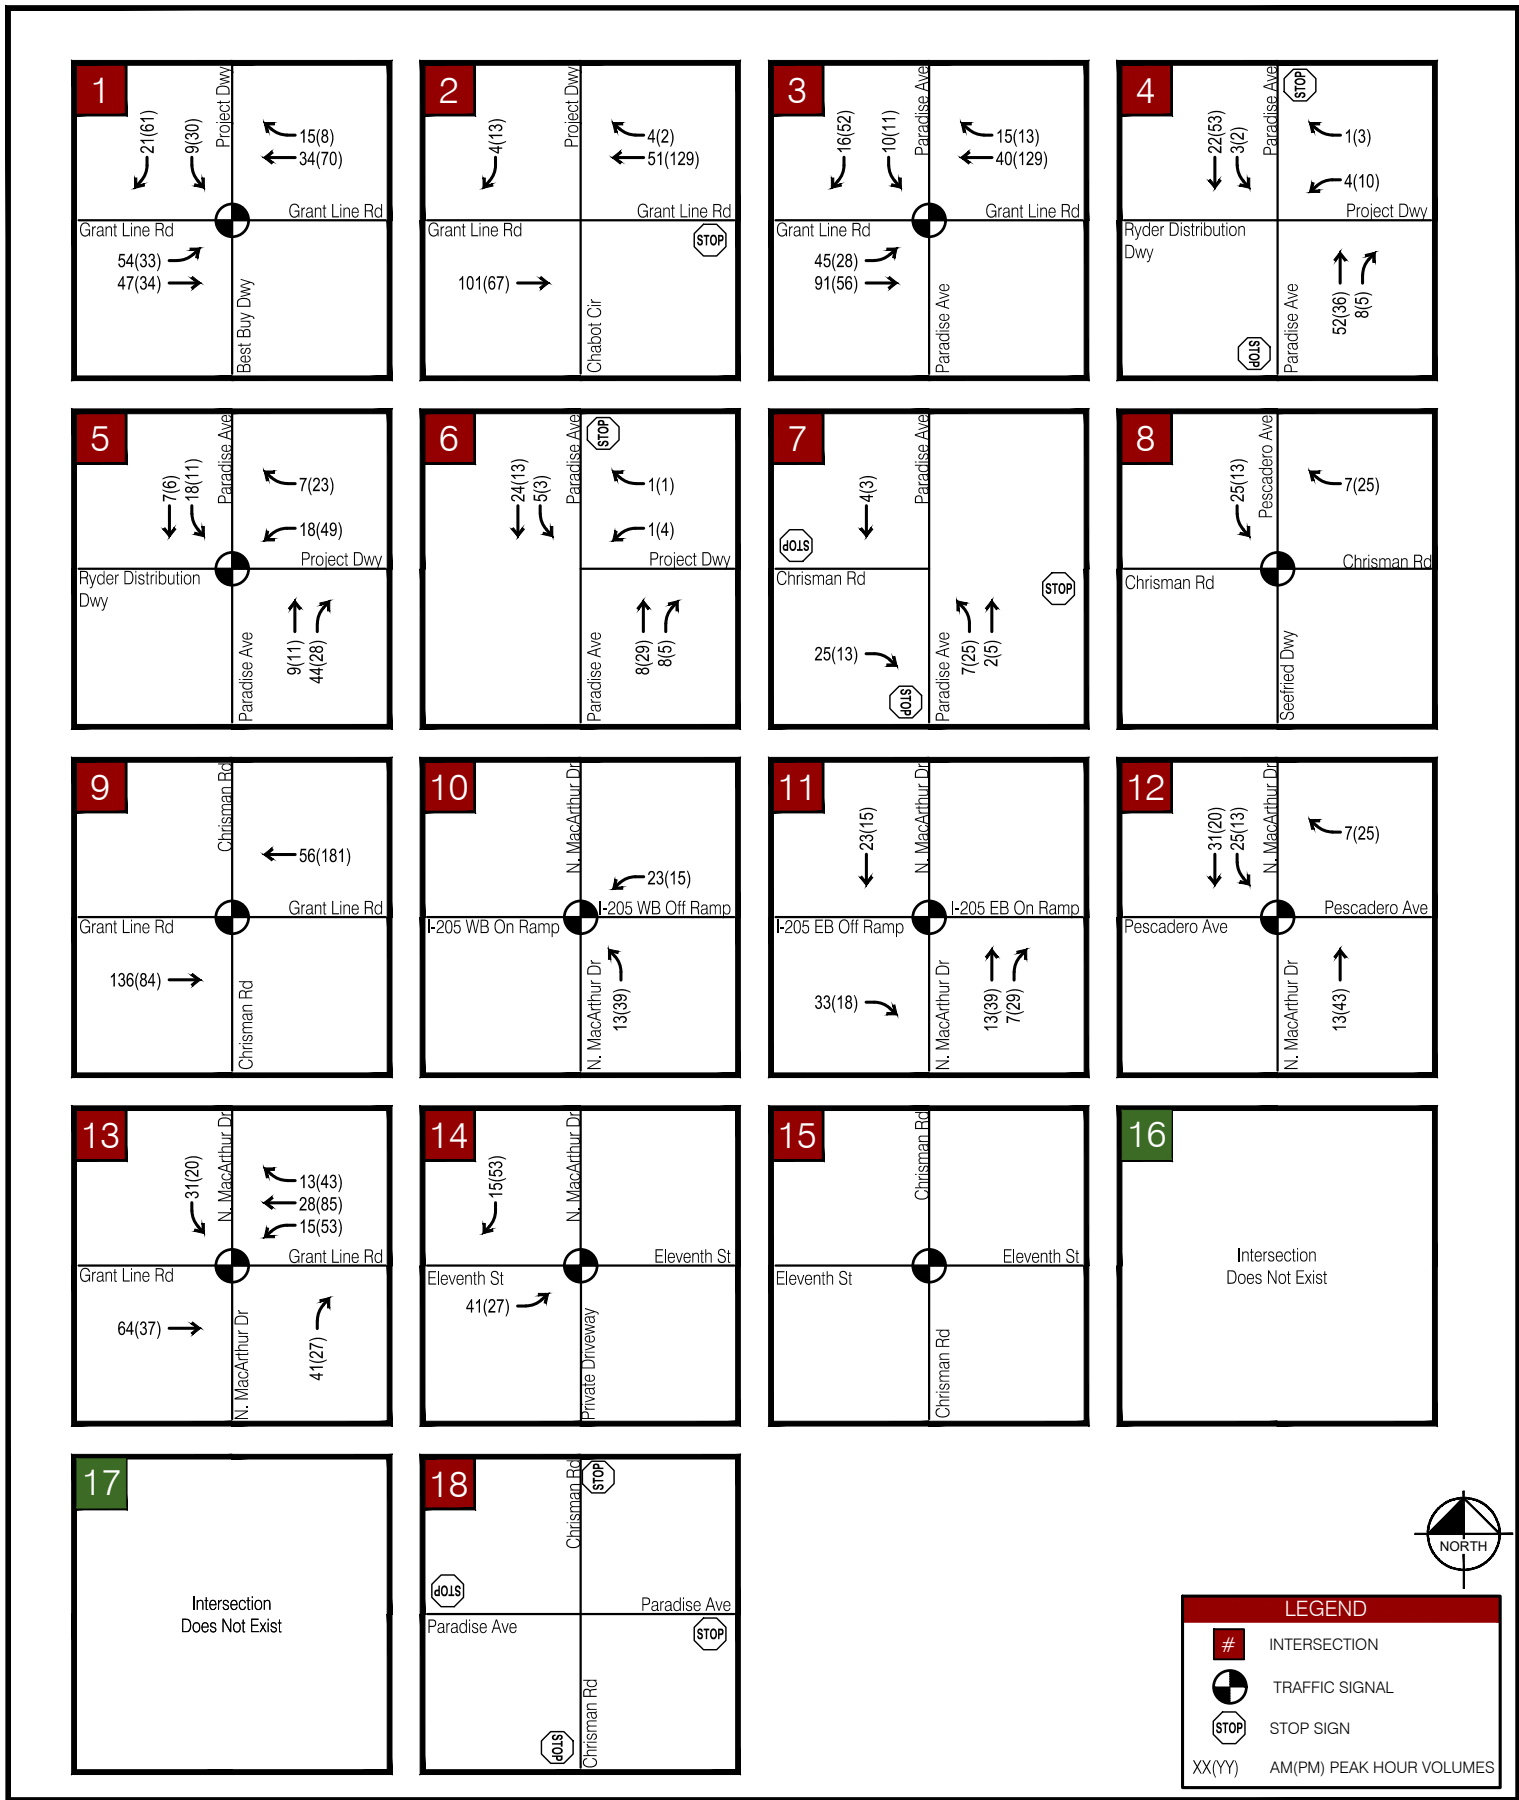 1
21(61)
9(30)
Project Dwy
15(8)
34(70)
Grant Line Rd
Grant Line Rd
54(33)
47(34)
Best Buy Dwy
2
4(13)
Project Dwy
4(2)
51(129)
Grant Line Rd
Grant Line Rd
STOP
101(67)
Chabot Cir
3
16(52)
10(11)
Paradise Ave
15(13)
40(129)
Grant Line Rd
Grant Line Rd
45(28)
91(56)
Paradise Ave
4
22(53)
3(2)
Paradise Ave
STOP
1(3)
4(10)
Project Dwy
Ryder Distribution
Dwy
52(36)
8(5)
STOP
Paradise Ave
5
7(6)
18(11)
Paradise Ave
7(23)
18(49)
Project Dwy
Ryder Distribution
Dwy
9(11)
44(28)
Paradise Ave
6
24(13)
5(3)
Paradise Ave
STOP
1(1)
1(4)
Project Dwy
8(29)
8(5)
Paradise Ave
7
4(3)
Paradise Ave
STOP
Chrisman Rd
STOP
25(13)
7(25)
2(5)
STOP
Paradise Ave
8
25(13)
Pescadero Ave
7(25)
Chrisman Rd
Chrisman Rd
Seefried Dwy
9
Chrisman Rd
56(181)
Grant Line Rd
Grant Line Rd
136(84)
Chrisman Rd
10
N. MacArthur Dr
23(15)
I-205 WB Off Ramp
I-205 WB On Ramp
13(39)
N. MacArthur Dr
11
23(15)
N. MacArthur Dr
I-205 EB On Ramp
I-205 EB Off Ramp
33(18)
13(39)
7(29)
N. MacArthur Dr
12
31(20)
25(13)
N. MacArthur Dr
7(25)
Pescadero Ave
Pescadero Ave
13(43)
N. MacArthur Dr
13
31(20)
N. MacArthur Dr
13(43)
28(85)
15(53)
Grant Line Rd
Grant Line Rd
64(37)
41(27)
N. MacArthur Dr
14
15(53)
N. MacArthur Dr
Eleventh St
Eleventh St
41(27)
Private Driveway
15
Chrisman Rd
Eleventh St
Eleventh St
Chrisman Rd
16
Intersection
Does Not Exist
17
Intersection
Does Not Exist
18
Chrisman Rd
STOP
STOP
Paradise Ave
Paradise Ave
STOP
STOP
Chrisman Rd
NORTH
LEGEND
# INTERSECTION
TRAFFIC SIGNAL
STOP STOP SIGN
XX(YY) AM(PM) PEAK HOUR VOLUMES